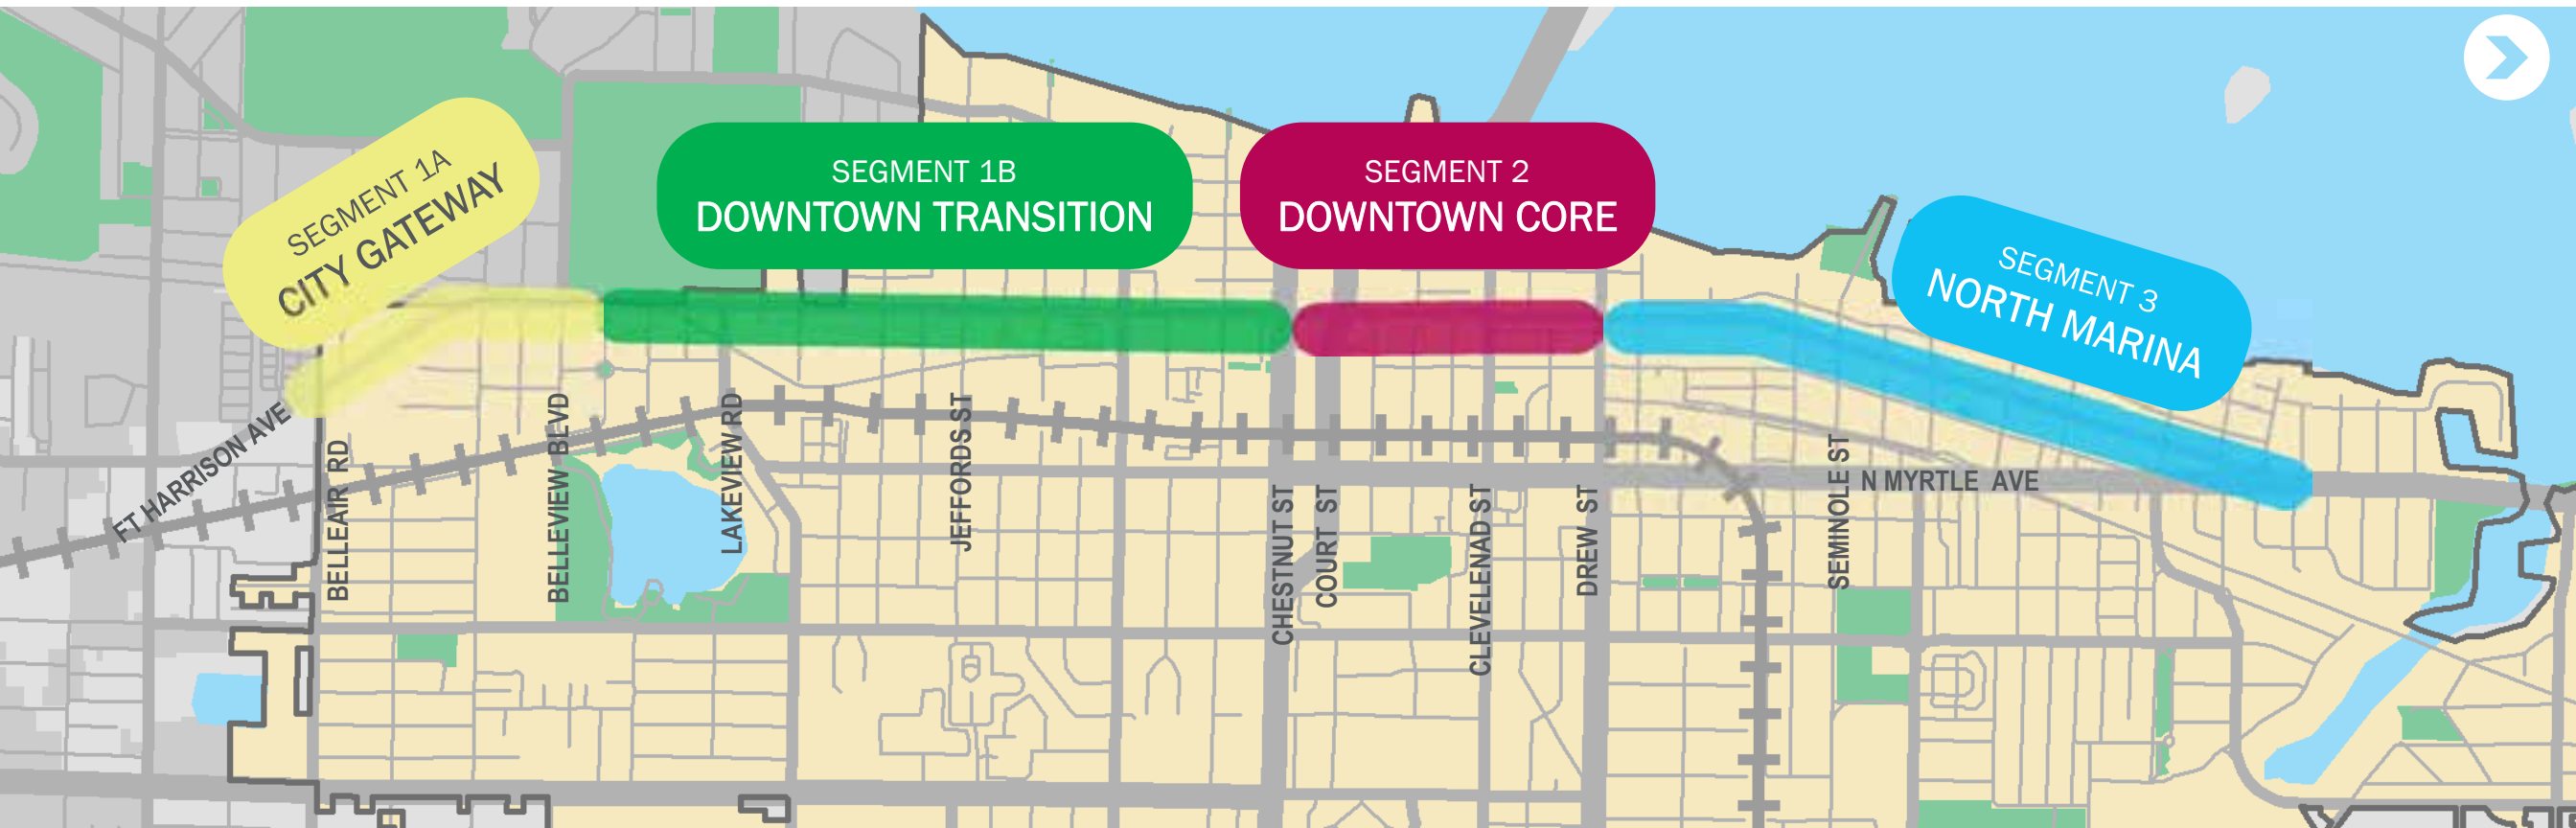 SEGMENT 1A
CITY GATEWAY
SEGMENT 1B
DOWNTOWN TRANSITION
SEGMENT 2
DOWNTOWN CORE
SEGMENT 3
NORTH MARINA
FT HARRISON AVE
BELLEAIR RD
BELLEVIEW BLVD
LAKEVIEW RD
JEFFORDS ST
CHESTNUT ST
COURT ST
CLEVELENAD ST
DREW ST
SEMINOLE ST
N MYRTLE AVE